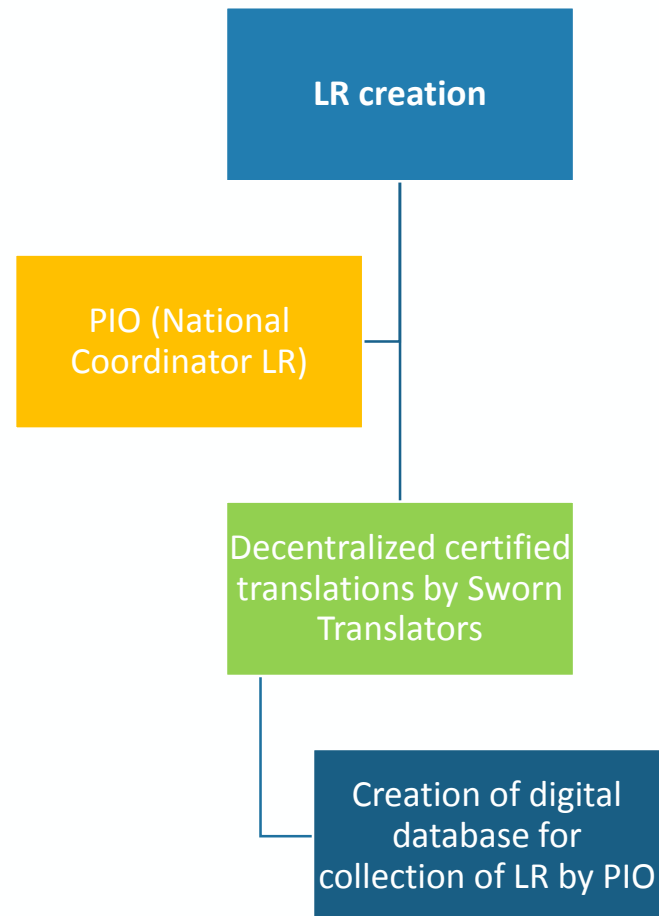 LR creation
PIO (National
Coordinator LR)
Decentralized certified
translations by Sworn
Translators
Creation of digital
database for
collection of LR by PIO